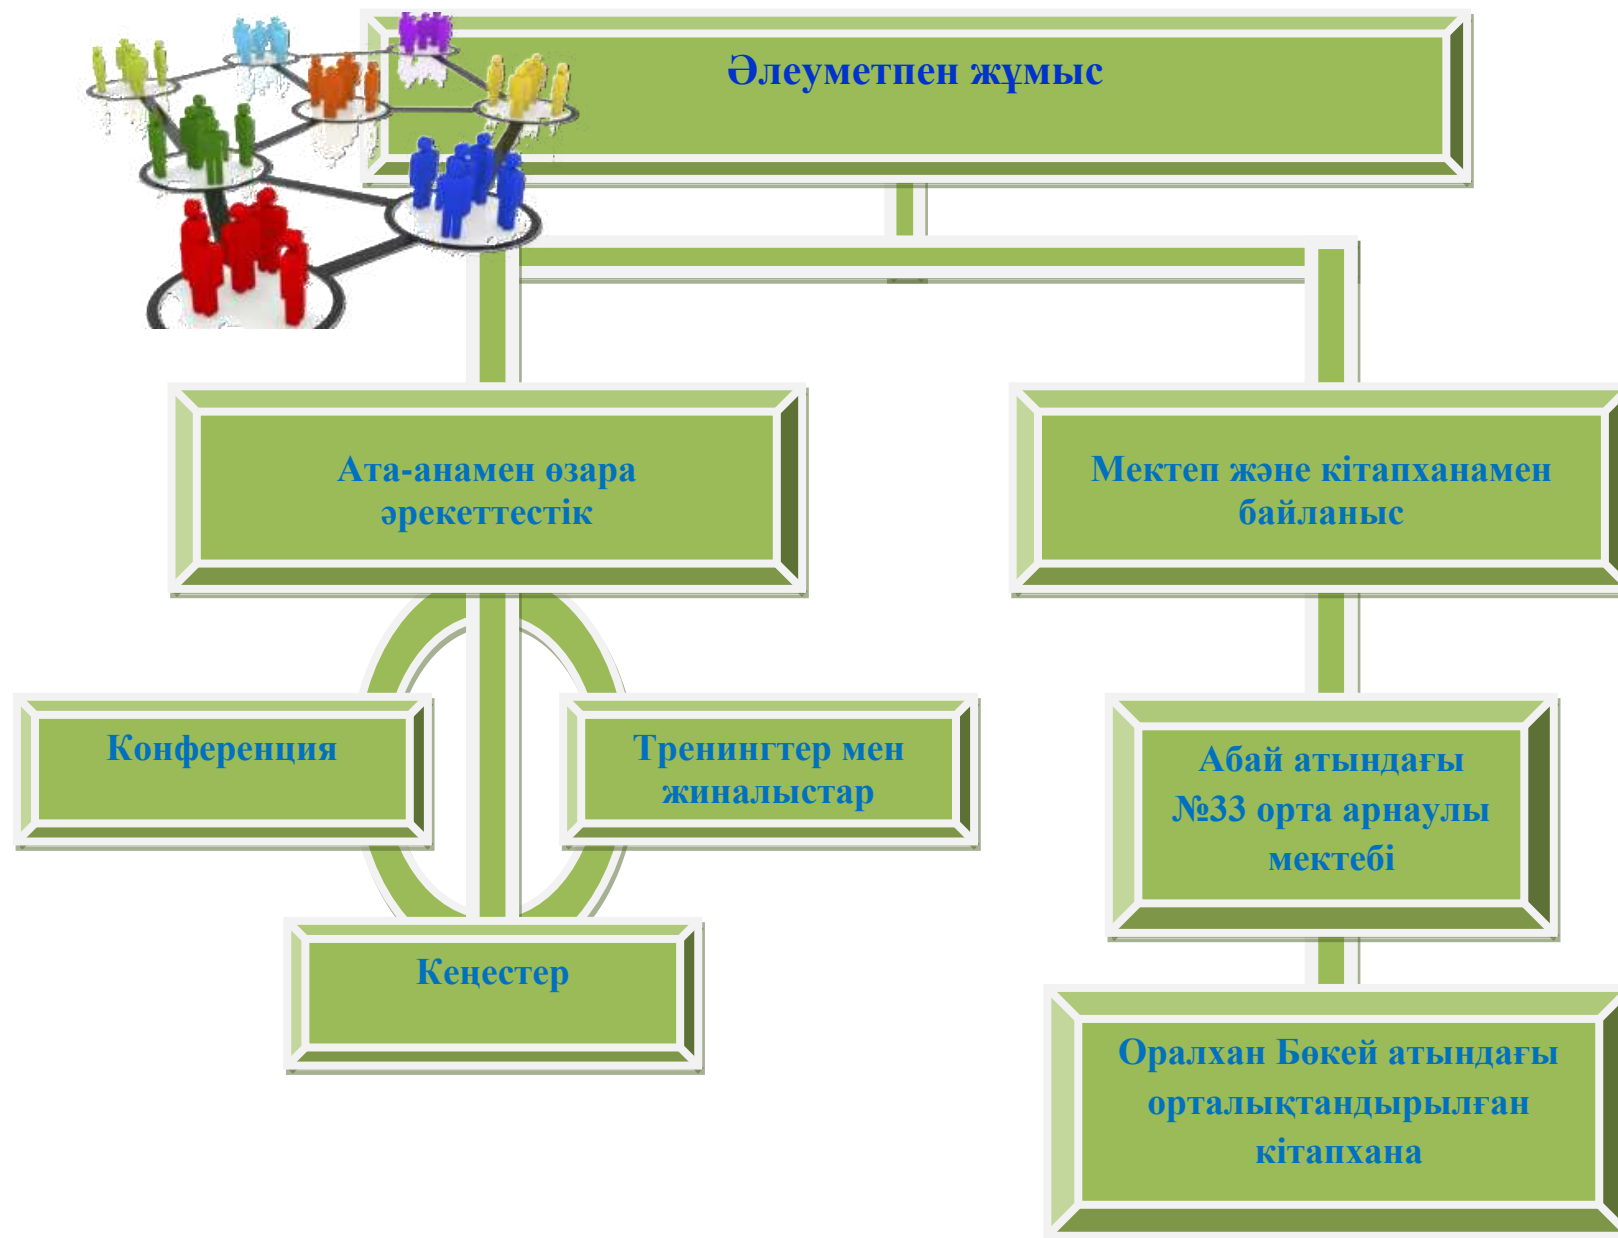 Әлеуметпен жұмыс
Ата-анамен өзара
әрекеттестік
Мектеп және кітапханамен
байланыс
Конференция
Тренингтер мен
жиналыстар
Абай атындағы
№33 орта арнаулы
мектебі
Кеңестер
Оралхан Бөкей атындағы
орталықтандырылған
кітапхана